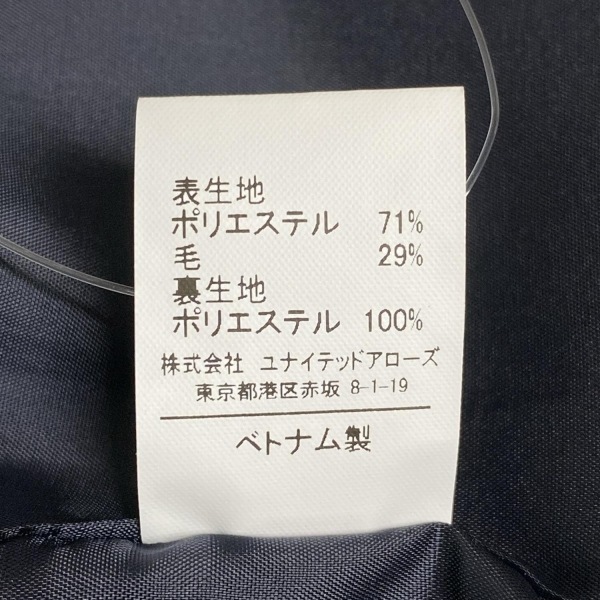 表生地
ポリエステル 71%
毛 29%
裏生地
ポリエステル 100%
株式会社 ユナイテッドアローズ
東京都港区赤坂 8-1-19
ベトナム製